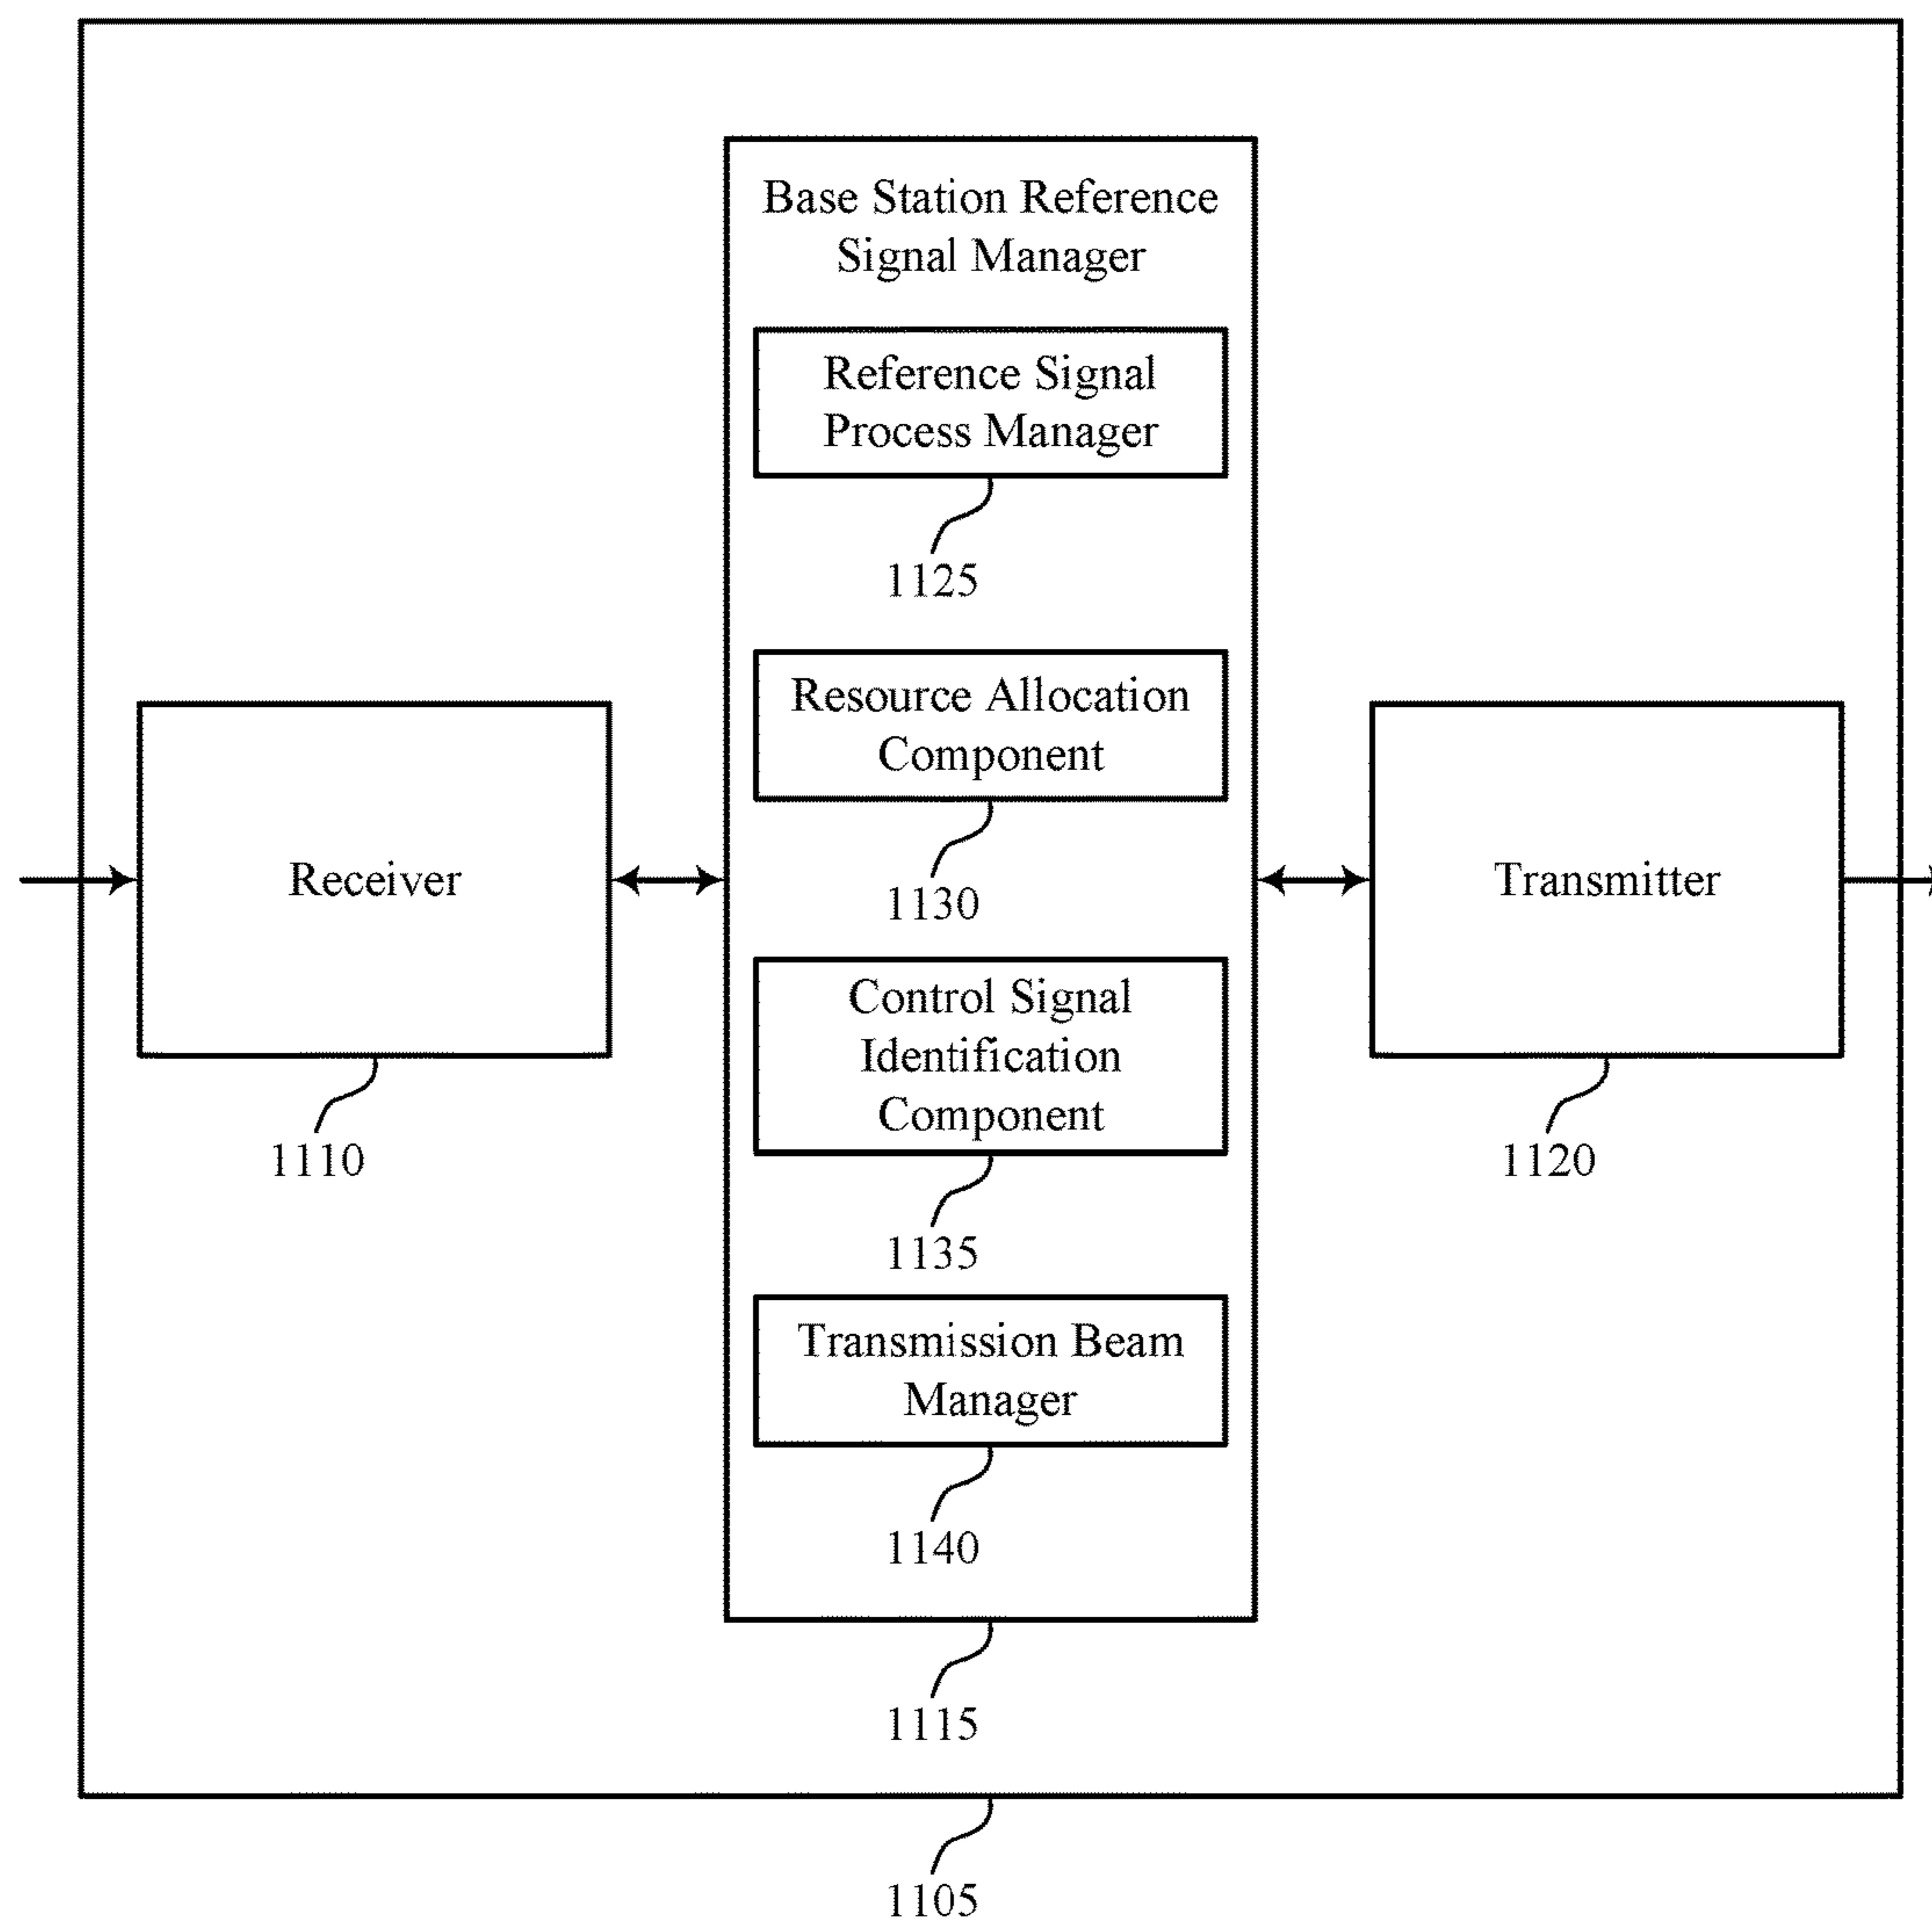 Base Station Reference
Signal Manager
Reference Signal
Process Manager
1125
Resource Allocation
Component
1130
Receiver
1110
Control Signal
Identification
Component
1135
Transmitter
1120
Transmission Beam
Manager
1140
1115
1105